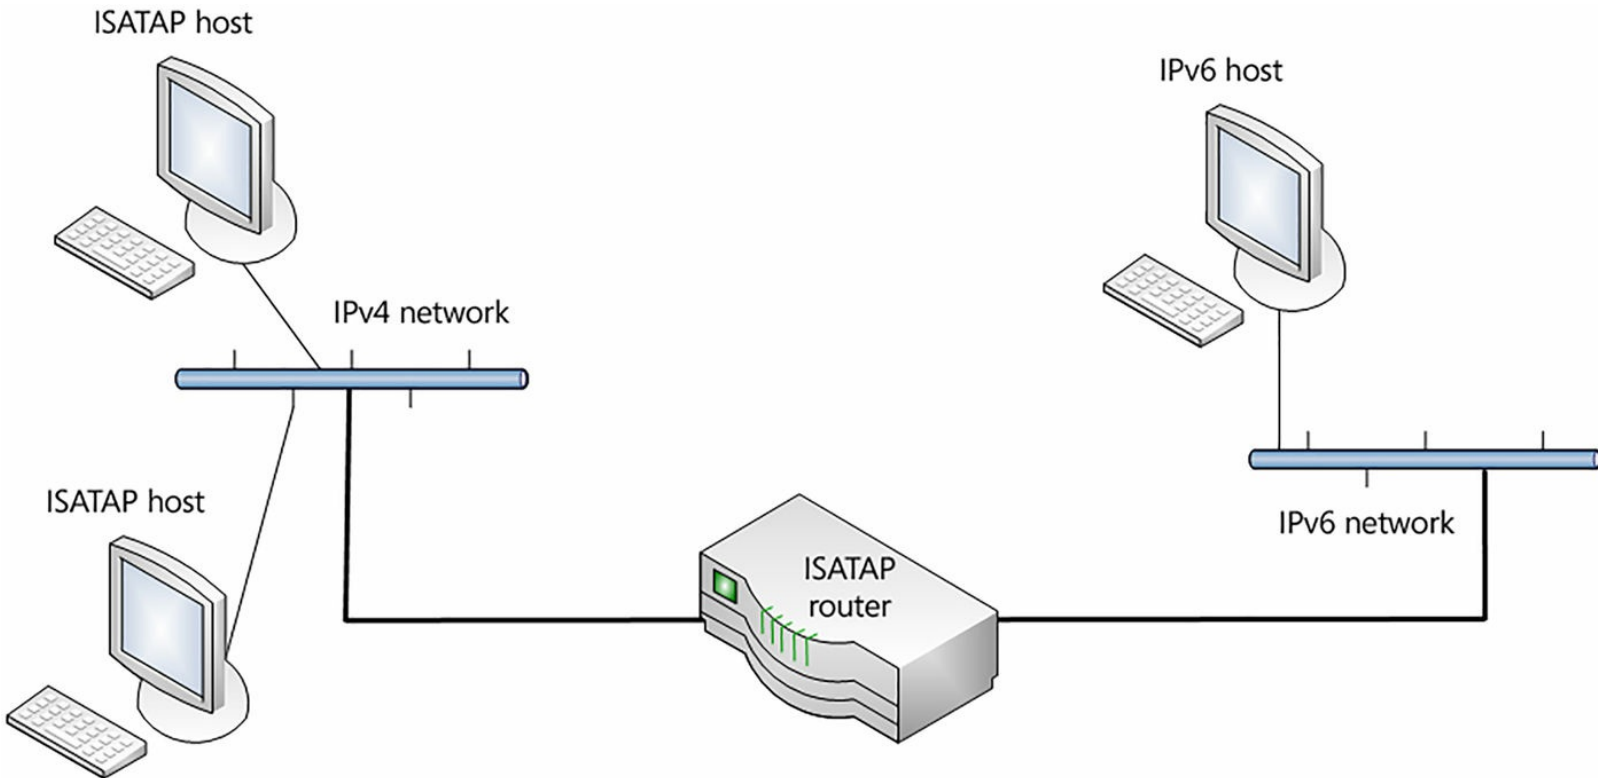 ISATAP host
IPv6 host
IPv4 network
ISATAP host
IPv6 network
ISATAP
router